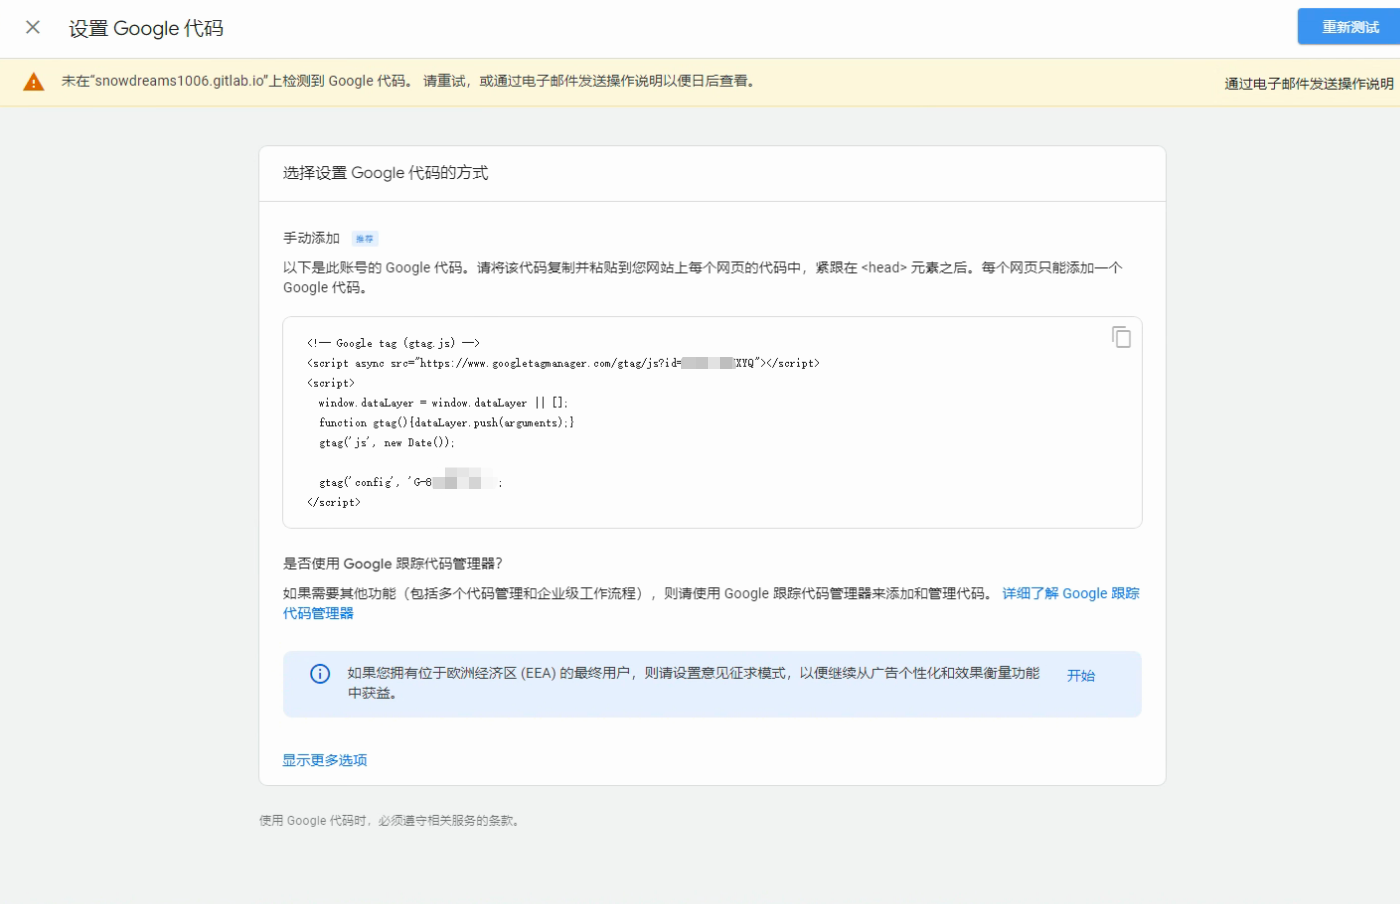 设置 Google 代码
重新测试
未在“snowdreams1006.gitlab.io”上检测到 Google 代码。 请重试，或通过电子邮件发送操作说明以便日后查看。
通过电子邮件发送操作说明
选择设置 Google 代码的方式
手动添加 推荐
以下是此账号的 Google 代码。请将该代码复制并粘贴到您网站上每个网页的代码中，紧跟在 <head> 元素之后。每个网页只能添加一个
Google 代码。
<!-- Google tag (gtag.js) -->
<script async src="https://www.googletagmanager.com/gtag/js?id=XYQ"></script>
<script>
window.dataLayer = window.dataLayer || [];
function gtag(){dataLayer.push(arguments);}
gtag('js', new Date());
gtag('config', 'G-8 ;
</script>
是否使用 Google 跟踪代码管理器?
如果需要其他功能（包括多个代码管理和企业级工作流程），则请使用 Google 跟踪代码管理器来添加和管理代码。 详细了解 Google 跟踪
代码管理器
如果您拥有位于欧洲经济区 (EEA) 的最终用户，则请设置意见征求模式，以便继续从广告个性化和效果衡量功能
中获益。
开始
显示更多选项
使用 Google 代码时，必须遵守相关服务的条款。